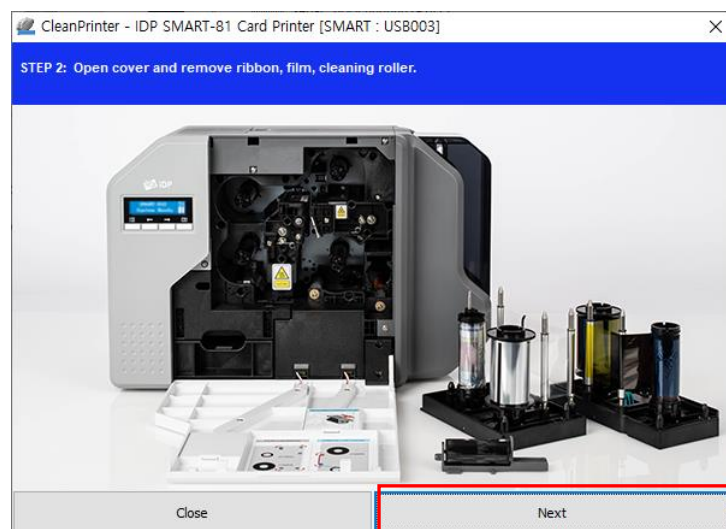 CleanPrinter - IDP SMART-81 Card Printer [SMART : USB003]
STEP 2: Open cover and remove ribbon, film, cleaning roller.
IDP
Close
Next